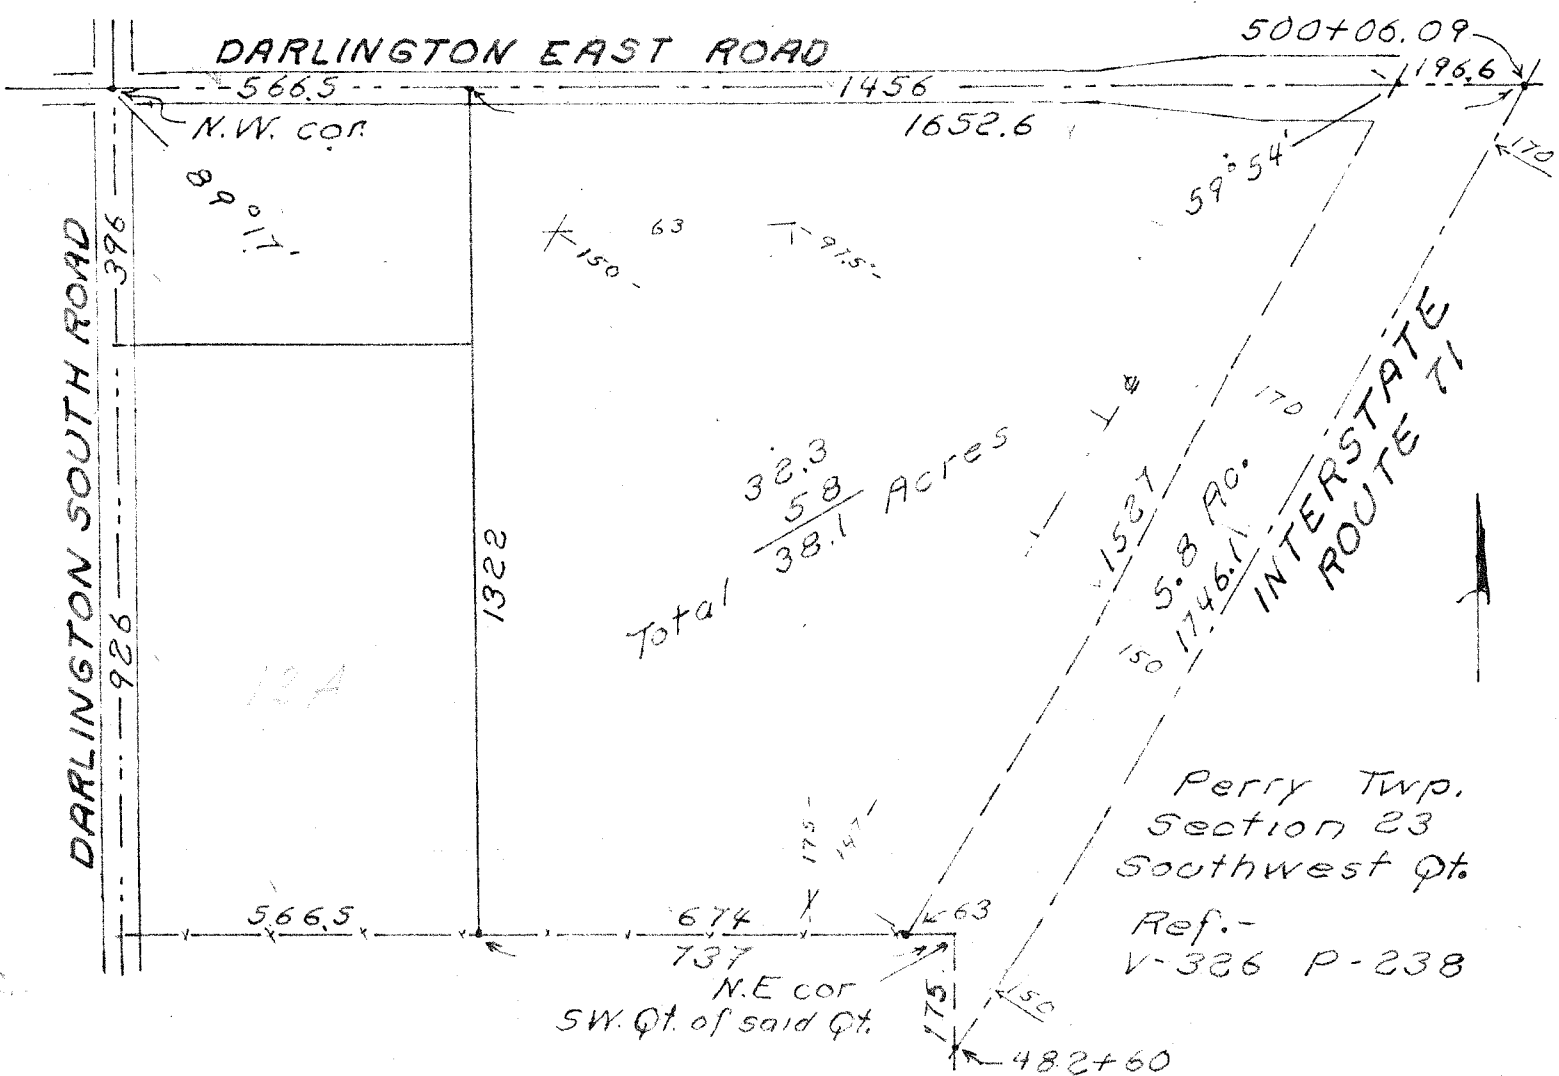 500+06.09
DARLINGTON EAST ROAD
566.5
1456
196.6
N.W. cor.
1652.6
170
89°17'
59°54'
396
150
63
97.5
DARLINGTON SOUTH ROAD
170
INTERSTATE
ROUTE 71
32.3
5 8
38.1
Total
Acres
1322
1527
5.8 Ac.
1746.1
150
926
12A
175
147
Perry Twp.
Section 23
Southwest Qt.
Ref.-
V-326 P-238
566.5
674
63
737
N.E cor
SW. Qt. of said Qt.
175
150
482+60